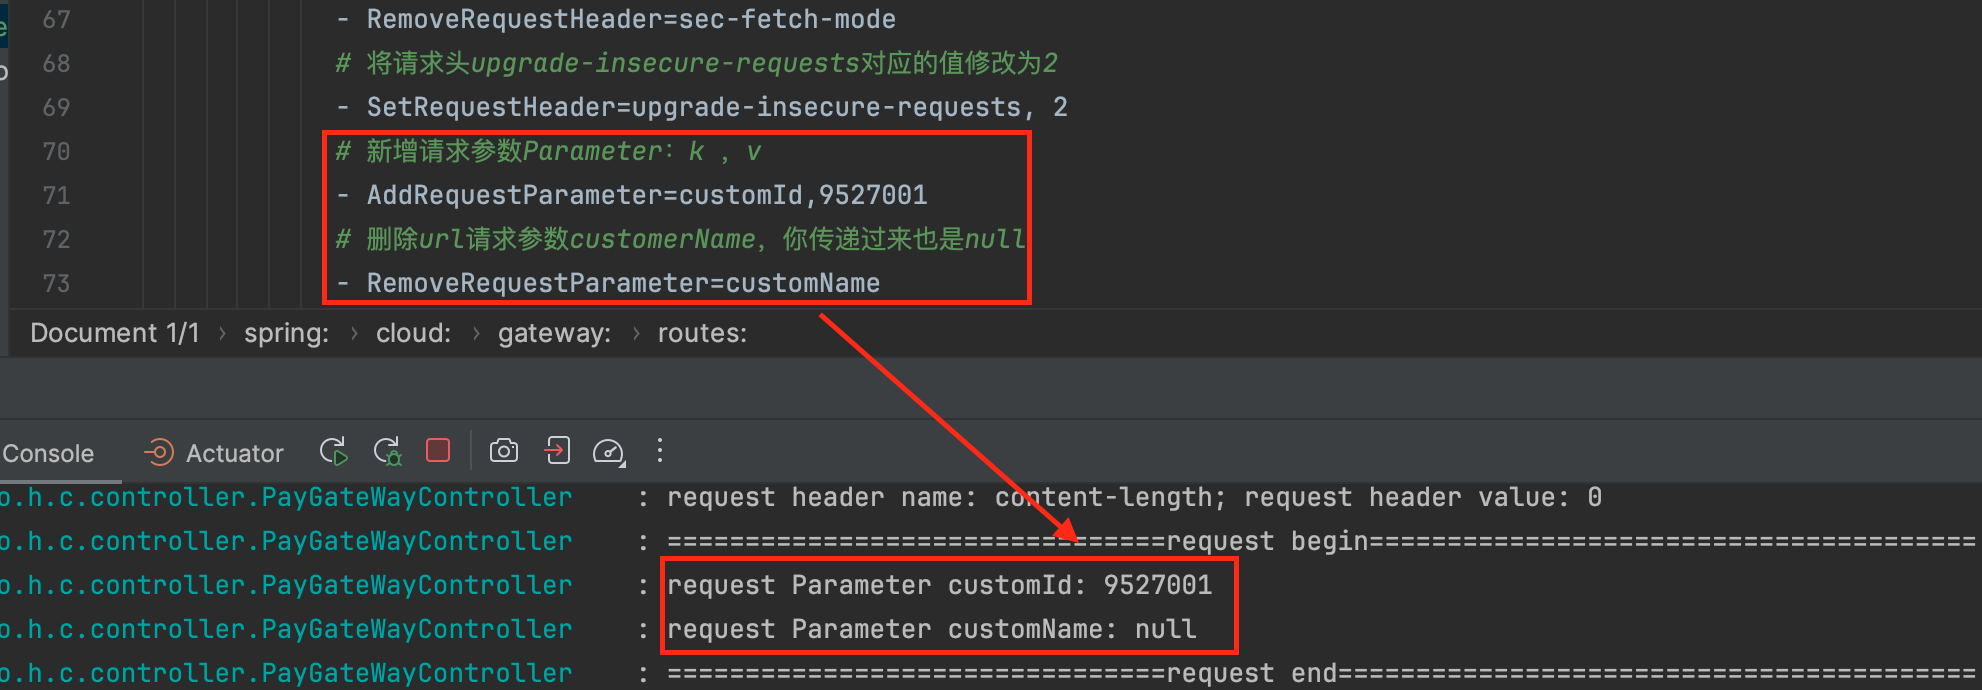 67 - RemoveRequestHeader=sec-fetch-mode
68 # 将请求头upgrade-insecure-requests对应的值修改为2
69 - SetRequestHeader=upgrade-insecure-requests, 2
70 # 新增请求参数Parameter：k ，v
71 - AddRequestParameter=customId,9527001
72 # 删除url请求参数customerName，你传递过来也是null
73 - RemoveRequestParameter=customName
Document 1/1 › spring: › cloud: › gateway: › routes:
Console Actuator
o.h.c.controller.PayGateWayController : request header name: content-length; request header value: 0
o.h.c.controller.PayGateWayController : ================================request begin=======================================
o.h.c.controller.PayGateWayController : request Parameter customId: 9527001
o.h.c.controller.PayGateWayController : request Parameter customName: null
o.h.c.controller.PayGateWayController : ================================request end=========================================